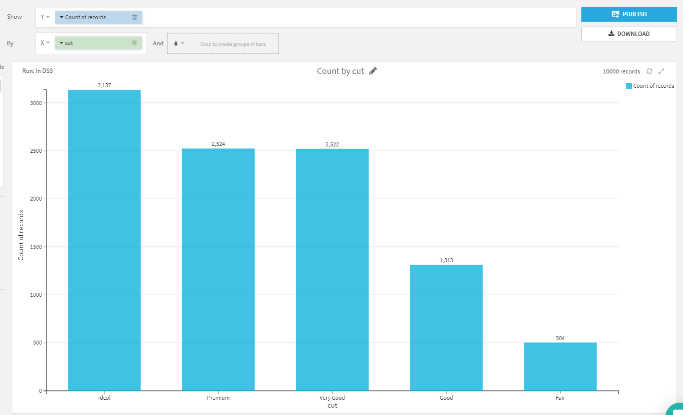 Show Y Count of records PUBLISH
DOWNLOAD
By X cut And Drop to create groups of bars
Run: In DSS Count by cut 10000 records
Count of records
3,137
3000
2,524
2,522
2500
2000
1500
1,313
1000
504
500
0
Count of records
Ideal Premium Very Good Good Fair
cut